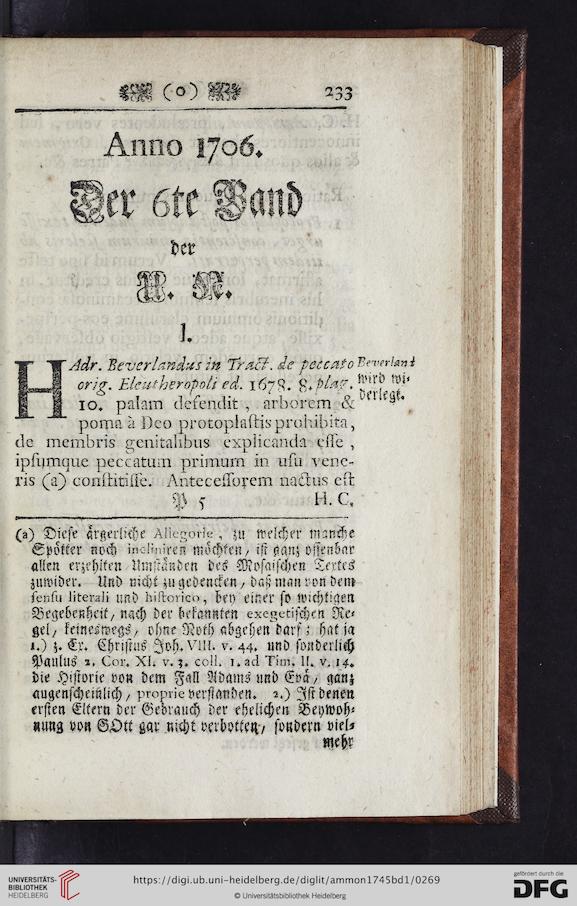 (o) 233
Anno 1706.
Der 6te Band
der
U. N.
I.
HAdr. Beverlandus in Tract. de peccato
orig. Eleutheropoli ed. 1678. 8. plag.
10. palam defendit, arborem &
poma à Deo protoplastis prohibita,
de membris genitalibus explicanda esse,
ipsumque peccatum primum in usu vene-
ris (a) constitisse. Antecessorem nactus est
Beverland
wird wi-
derlegt.
P 5 H. C.
(a) Diese ärgerliche Allegorie, zu welcher manche
Spötter noch incliniren möchten, ist ganz offenbar
allen erzehlten Umständen des Mosaischen Textes
zuwider. Und nicht zu gedencken, daß man von dem
sensu literali und historico, bey einer so wichtigen
Begebenheit, nach der bekannten exegetischen Re-
gel, keineswegs, ohne Noth abgehen darf; hat ja
1.) z. Ex. Christus Joh. VIII. v. 44. und sonderlich
Paulus 2. Cor. XI. v. 3. coll. 1. ad Tim. II. v. 14.
die Historie von dem Fall Adams und Evä, ganz
augenscheinlich, proprie verstanden. 2.) Ist denen
ersten Eltern der Gebrauch der ehelichen Beywoh-
nung von GOtt gar nicht verbotten, sondern viel-
mehr
UNIVERSITÄTS-
BIBLIOTHEK
HEIDELBERG
https://digi.ub.uni-heidelberg.de/diglit/ammon1745bd1/0269
© Universitätsbibliothek Heidelberg
gefördert durch die
DFG